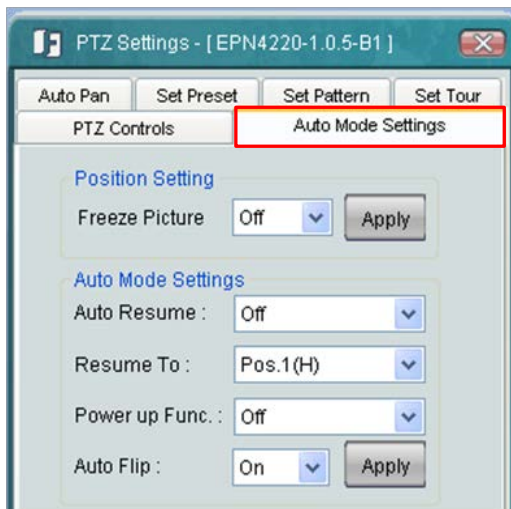 PTZ Settings - [ EPN4220-1.0.5-B1 ]
Auto Pan Set Preset Set Pattern Set Tour
PTZ Controls Auto Mode Settings
Position Setting
Freeze Picture Off Apply
Auto Mode Settings
Auto Resume : Off
Resume To : Pos.1(H)
Power up Func. : Off
Auto Flip : On Apply